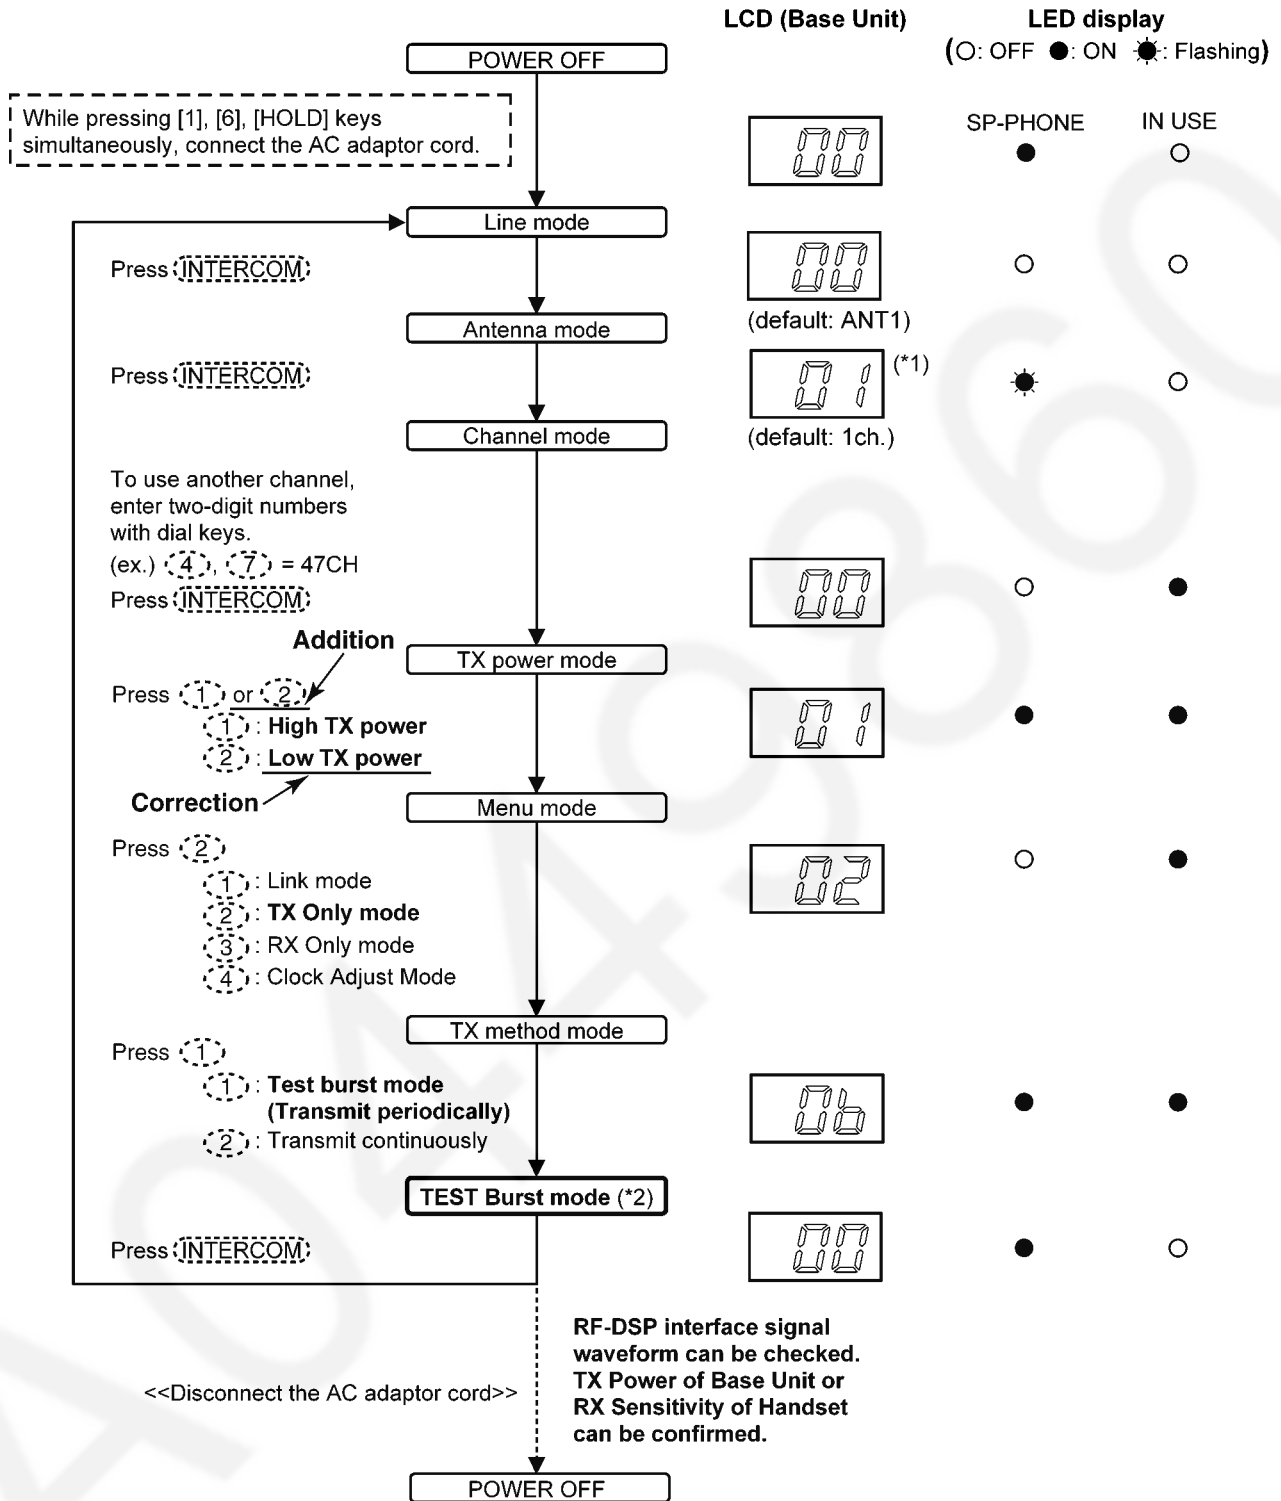 LCD (Base Unit) LED display
(○: OFF ●: ON ☀: Flashing)
POWER OFF
While pressing [1], [6], [HOLD] keys
simultaneously, connect the AC adaptor cord.
SP-PHONE IN USE
00
Line mode
Press INTERCOM
00
(default: ANT1)
Antenna mode
Press INTERCOM
01 (*1)
(default: 1ch.)
Channel mode
To use another channel,
enter two-digit numbers
with dial keys.
(ex.) 4, 7 = 47CH
Press INTERCOM
00
Addition
TX power mode
Press 1 or 2
1 : High TX power
2 : Low TX power
01
Correction
Menu mode
Press 2
1 : Link mode
2 : TX Only mode
3 : RX Only mode
4 : Clock Adjust Mode
02
TX method mode
Press 1
1 : Test burst mode
(Transmit periodically)
2 : Transmit continuously
0b
TEST Burst mode (*2)
Press INTERCOM
00
RF-DSP interface signal
waveform can be checked.
TX Power of Base Unit or
RX Sensitivity of Handset
can be confirmed.
<<Disconnect the AC adaptor cord>>
POWER OFF
A0449860